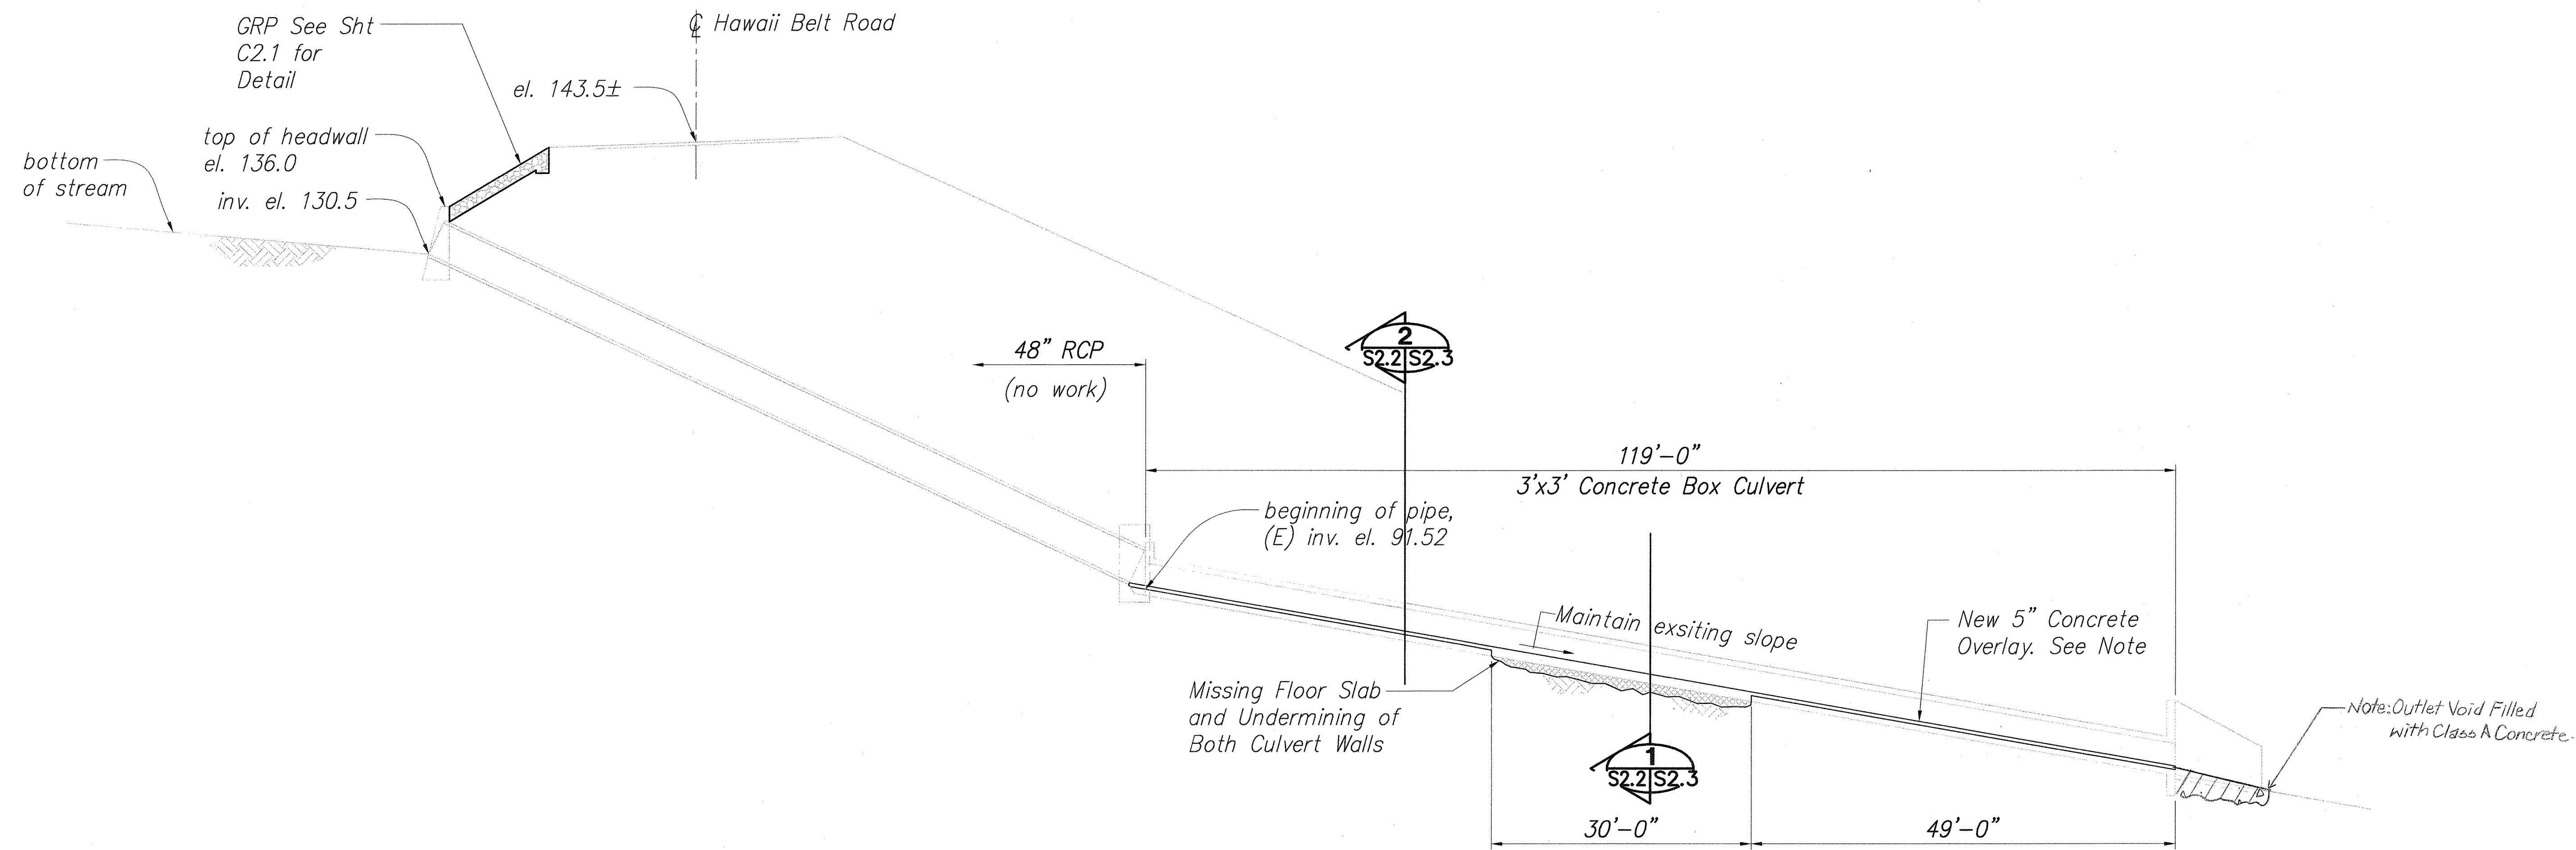 GRP See Sht
C2.1 for
Detail
℄ Hawaii Belt Road
el. 143.5±
top of headwall
el. 136.0
bottom
of stream
inv. el. 130.5
48" RCP
(no work)
2
S2.2 S2.3
119'-0"
3'x3' Concrete Box Culvert
beginning of pipe,
(E) inv. el. 91.52
Maintain exsiting slope
New 5" Concrete
Overlay. See Note
Missing Floor Slab
and Undermining of
Both Culvert Walls
1
S2.2 S2.3
Note: Outlet Void Filled
with Class A Concrete.
30'-0"
49'-0"